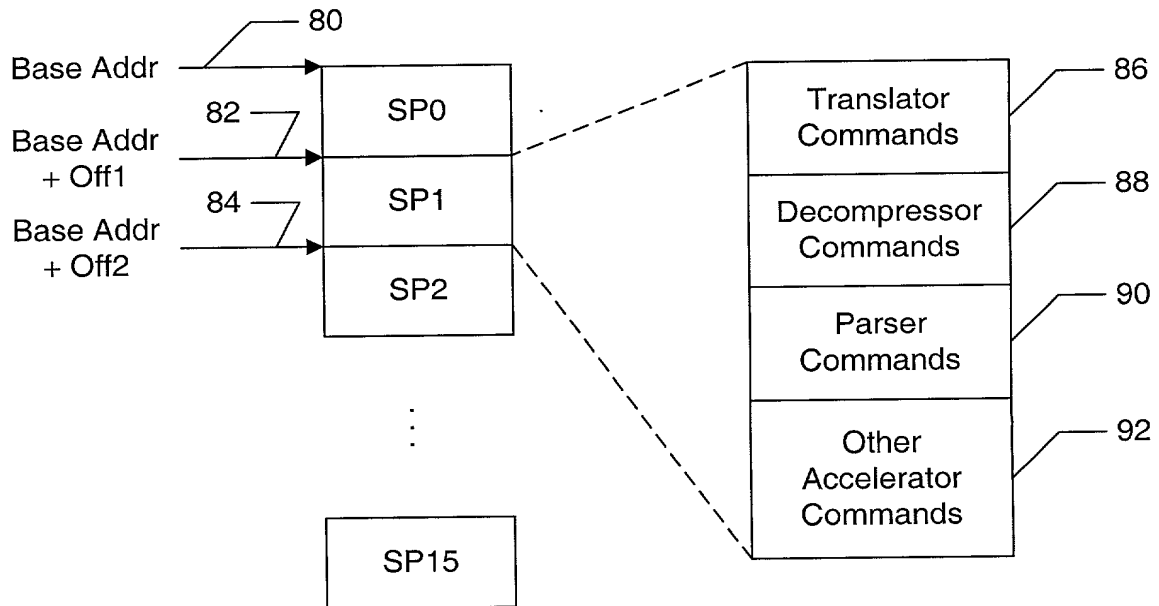 80
Base Addr
SP0
82
Base Addr
+ Off1
SP1
84
Base Addr
+ Off2
SP2
SP15
Translator
Commands
86
Decompressor
Commands
88
Parser
Commands
90
Other
Accelerator
Commands
92